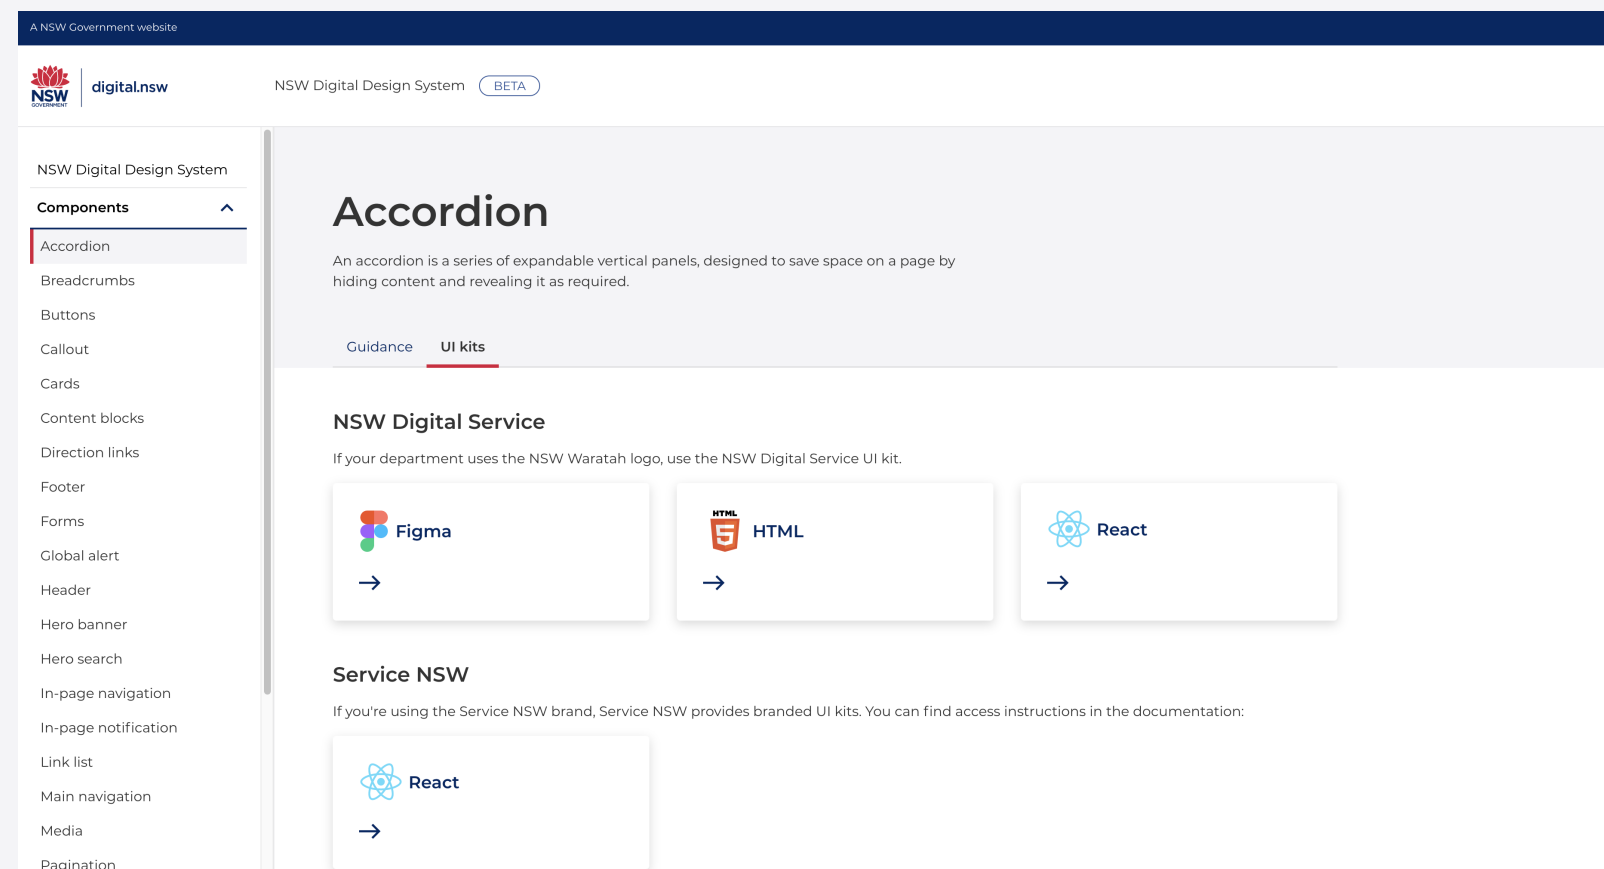 A NSW Government website
NSW
GOVERNMENT
digital.nsw
NSW Digital Design System
BETA
NSW Digital Design System
Components
Accordion
Breadcrumbs
Buttons
Callout
Cards
Content blocks
Direction links
Footer
Forms
Global alert
Header
Hero banner
Hero search
In-page navigation
In-page notification
Link list
Main navigation
Media
Pagination
Accordion
An accordion is a series of expandable vertical panels, designed to save space on a page by
hiding content and revealing it as required.
Guidance
UI kits
NSW Digital Service
If your department uses the NSW Waratah logo, use the NSW Digital Service UI kit.
Figma
HTML
5
HTML
React
Service NSW
If you're using the Service NSW brand, Service NSW provides branded UI kits. You can find access instructions in the documentation:
React